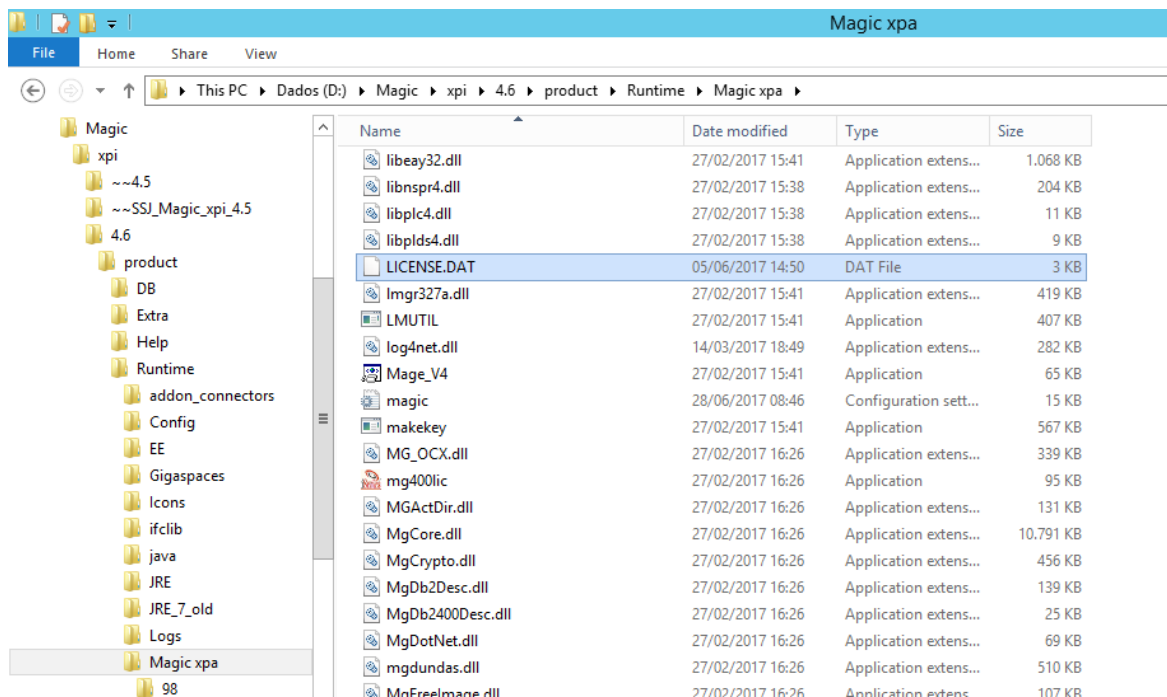 Magic xpa
File Home Share View
This PC Dados (D:) Magic xpi 4.6 product Runtime Magic xpa
Magic
xpi
~~4.5
~~SSJ_Magic_xpi_4.5
4.6
product
DB
Extra
Help
Runtime
addon_connectors
Config
EE
Gigaspaces
Icons
ifclib
java
JRE
JRE_7_old
Logs
Magic xpa
98
Name Date modified Type Size
libeay32.dll 27/02/2017 15:41 Application extens... 1.068 KB
libnspr4.dll 27/02/2017 15:38 Application extens... 204 KB
libplc4.dll 27/02/2017 15:38 Application extens... 11 KB
libplds4.dll 27/02/2017 15:38 Application extens... 9 KB
LICENSE.DAT 05/06/2017 14:50 DAT File 3 KB
lmgr327a.dll 27/02/2017 15:41 Application extens... 419 KB
LMUTIL 27/02/2017 15:41 Application 407 KB
log4net.dll 14/03/2017 18:49 Application extens... 282 KB
Mage_V4 27/02/2017 15:41 Application 65 KB
magic 28/06/2017 08:46 Configuration sett... 15 KB
makekey 27/02/2017 15:41 Application 567 KB
MG_OCX.dll 27/02/2017 16:26 Application extens... 339 KB
mg400lic 27/02/2017 16:26 Application 95 KB
MGActDir.dll 27/02/2017 16:26 Application extens... 131 KB
MgCore.dll 27/02/2017 16:26 Application extens... 10.791 KB
MgCrypto.dll 27/02/2017 16:26 Application extens... 456 KB
MgDb2Desc.dll 27/02/2017 16:26 Application extens... 139 KB
MgDb2400Desc.dll 27/02/2017 16:26 Application extens... 25 KB
MgDotNet.dll 27/02/2017 16:26 Application extens... 69 KB
mgdundas.dll 27/02/2017 16:26 Application extens... 510 KB
MgFreeImage.dll 27/02/2017 16:26 Application extens... 107 KB